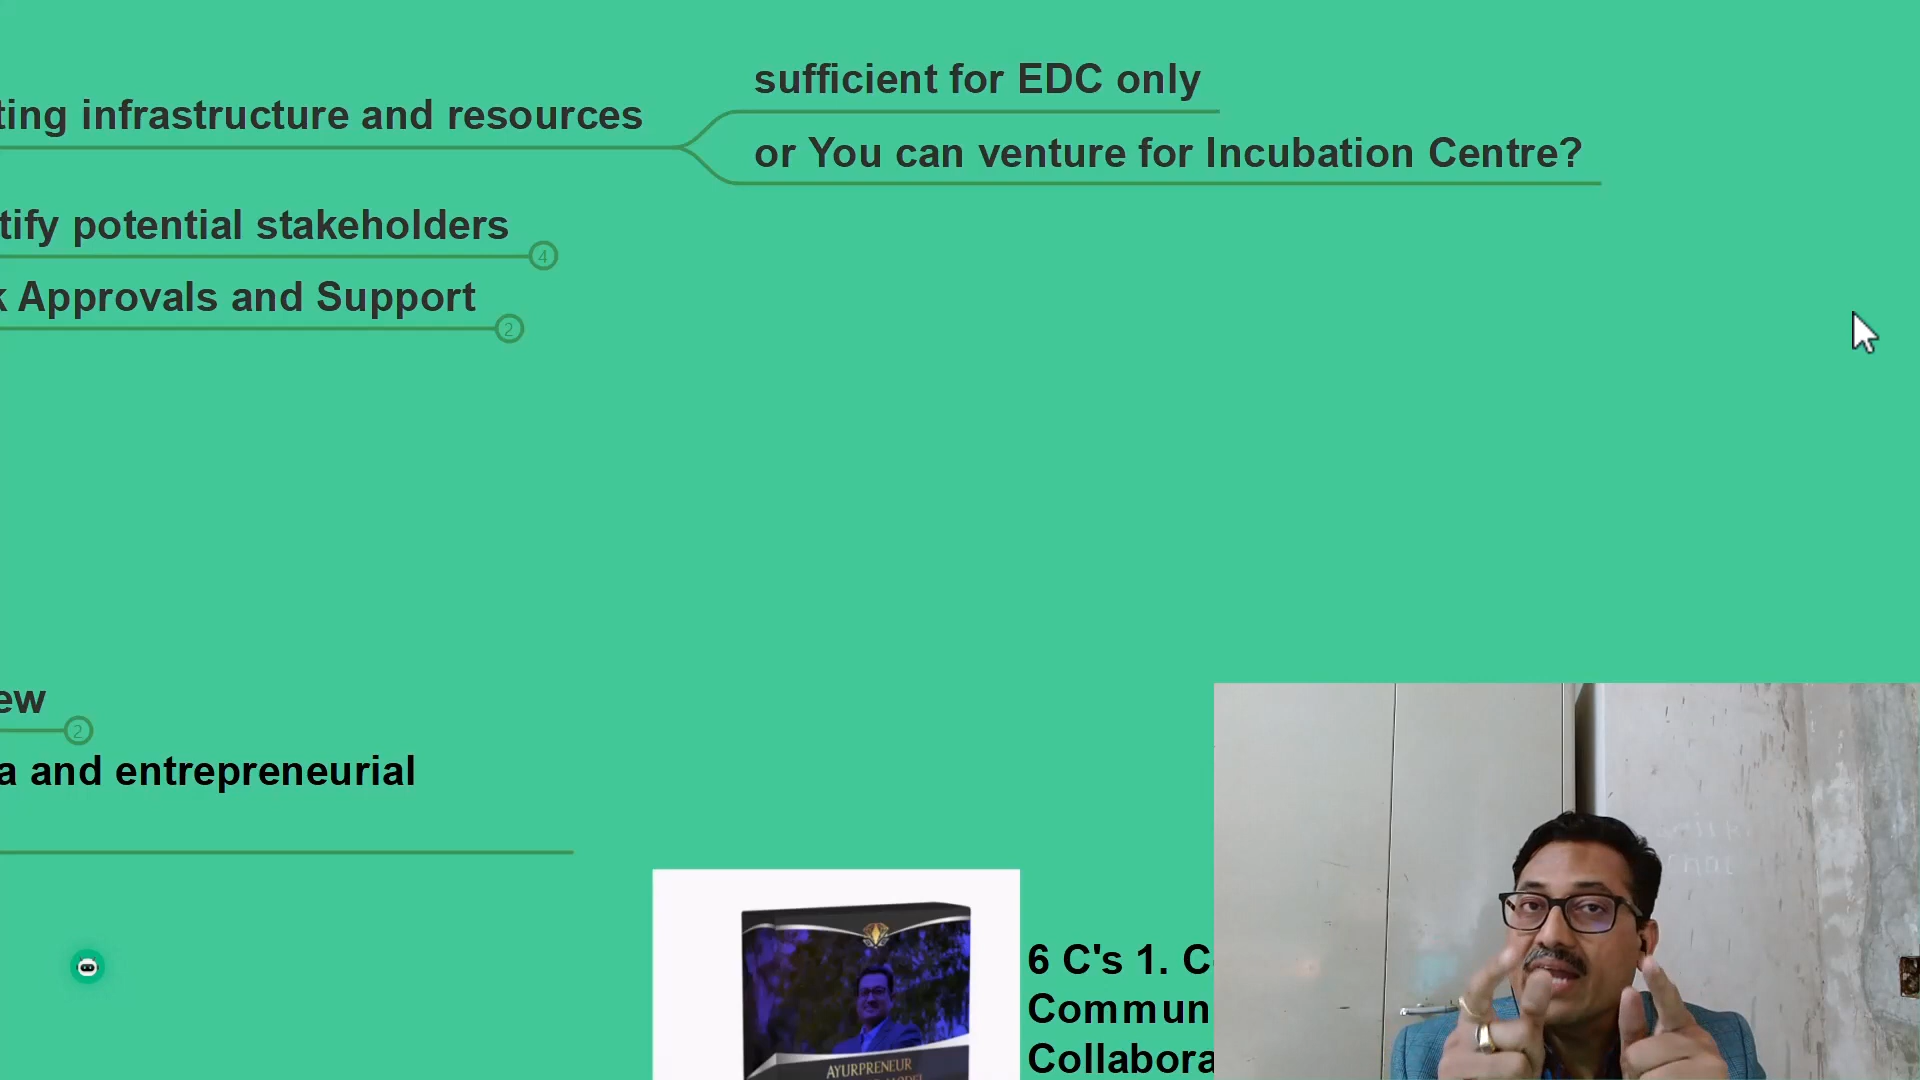 sufficient for EDC only
ting infrastructure and resources
or You can venture for Incubation Centre?
tify potential stakeholders
4
k Approvals and Support
2
ew
2
a and entrepreneurial
6 C's 1. C
Commun
Collabora
AYURPRENEUR